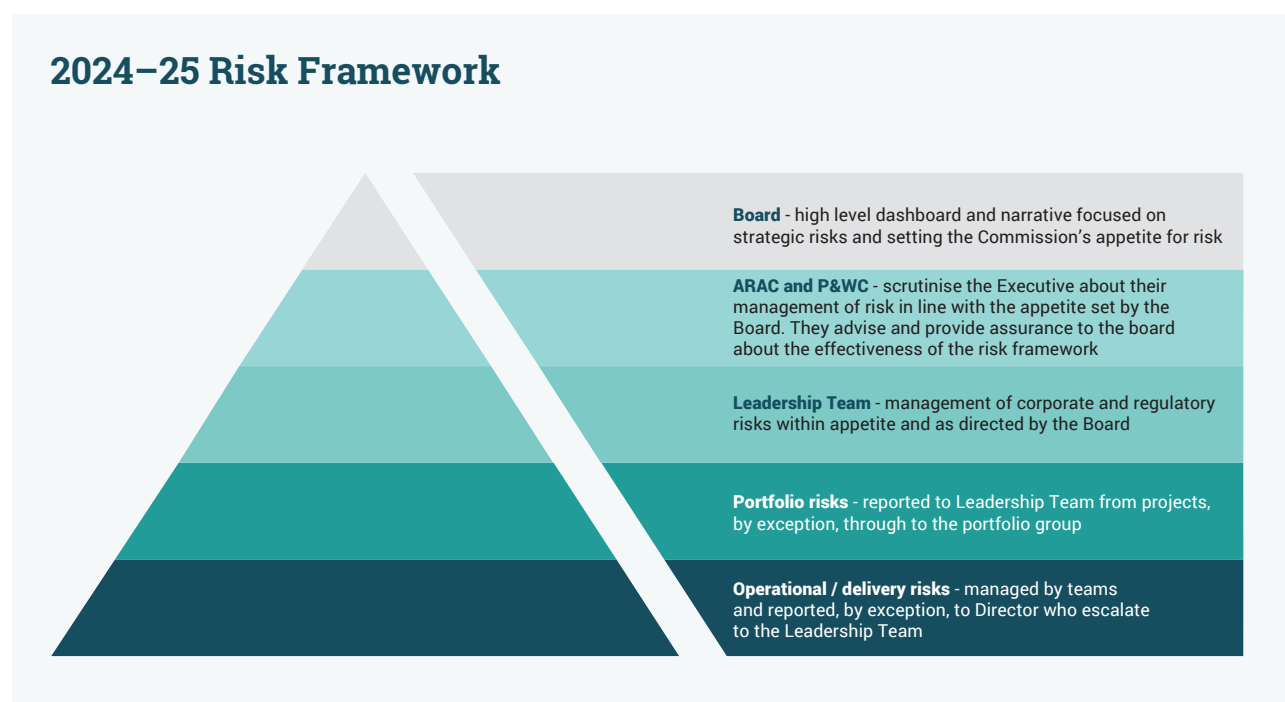 2024–25 Risk Framework
Board - high level dashboard and narrative focused on
strategic risks and setting the Commission’s appetite for risk
ARAC and P&WC - scrutinise the Executive about their
management of risk in line with the appetite set by the
Board. They advise and provide assurance to the board
about the effectiveness of the risk framework
Leadership Team - management of corporate and regulatory
risks within appetite and as directed by the Board
Portfolio risks - reported to Leadership Team from projects,
by exception, through to the portfolio group
Operational / delivery risks - managed by teams
and reported, by exception, to Director who escalate
to the Leadership Team